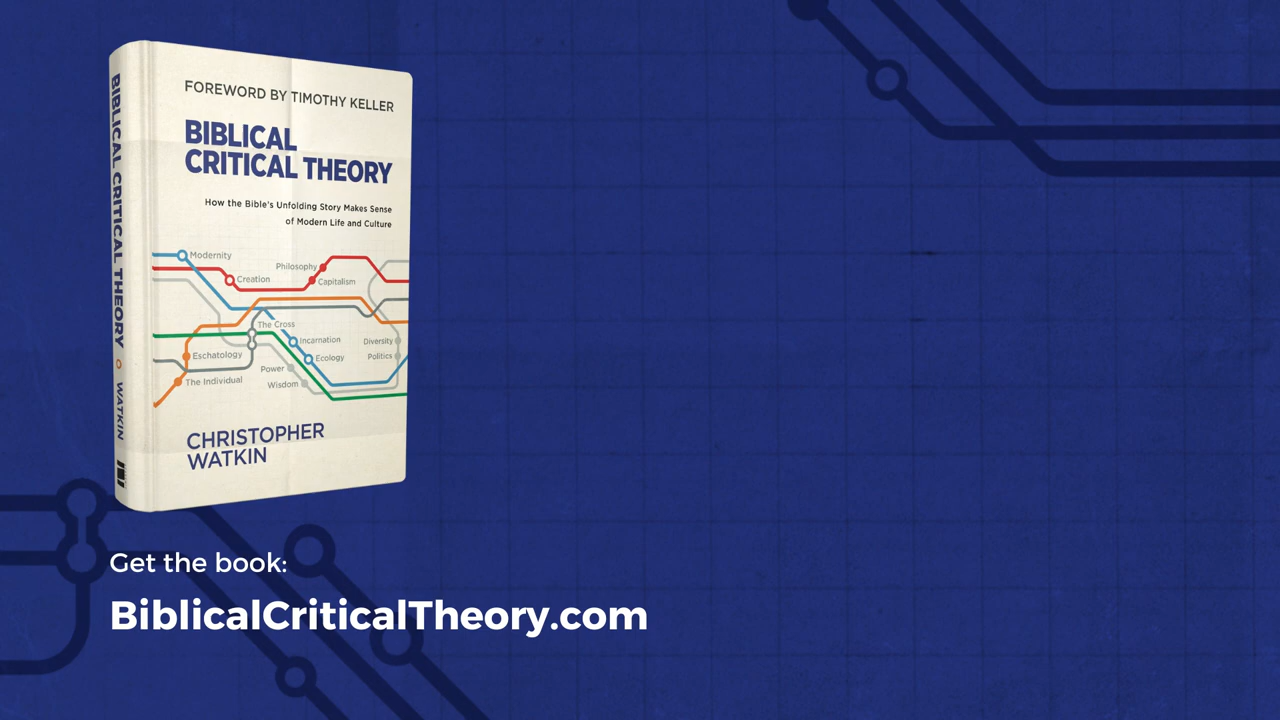 FOREWORD BY TIMOTHY KELLER
BIBLICAL
CRITICAL THEORY
How the Bible's Unfolding Story Makes Sense
of Modern Life and Culture
Modernity
Philosophy
Creation
Capitalism
The Cross
Incarnation
Diversity
Eschatology
Ecology
Politics
Power
The Individual
Wisdom
CHRISTOPHER
WATKIN
BIBLICAL CRITICAL THEORY WATKIN
Get the book:
BiblicalCriticalTheory.com